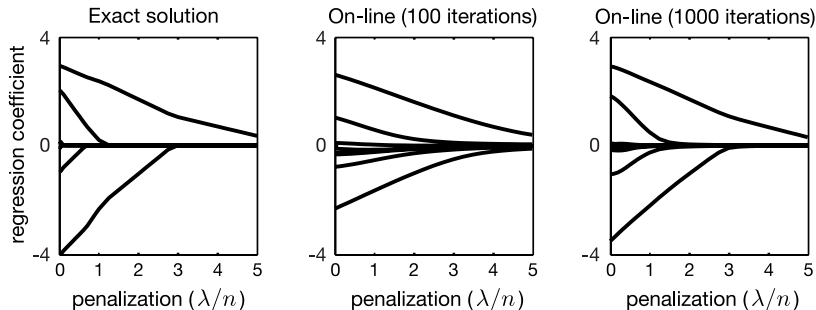 Exact solution
On-line (100 iterations)
On-line (1000 iterations)
regression coefficient
4
0
-4
0 1 2 3 4 5
penalization (λ/n)
4
0
-4
0 1 2 3 4 5
penalization (λ/n)
4
0
-4
0 1 2 3 4 5
penalization (λ/n)